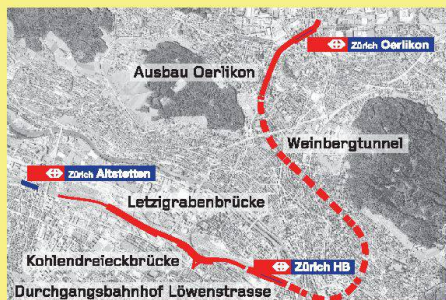 Zürich Oerlikon
Ausbau Oerlikon
Weinbergtunnel
Zürich Altstetten
Letzigrabenbrücke
Kohlendreieckbrücke
Zürich HB
Durchgangsbahnhof Löwenstrasse